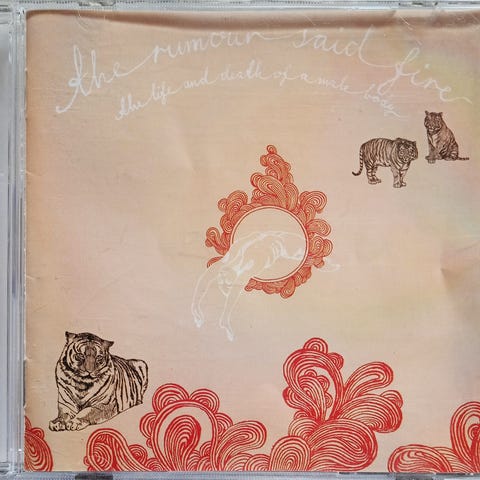 the rumour said fire
the life and death of a male body